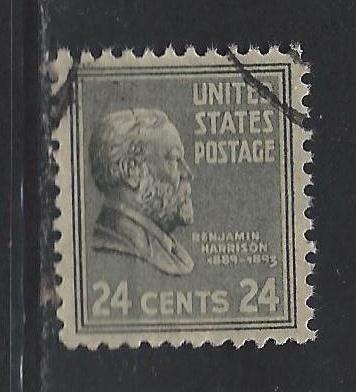 UNITED
STATES
POSTAGE
BENJAMIN
HARRISON
1889-1893
24 CENTS 24